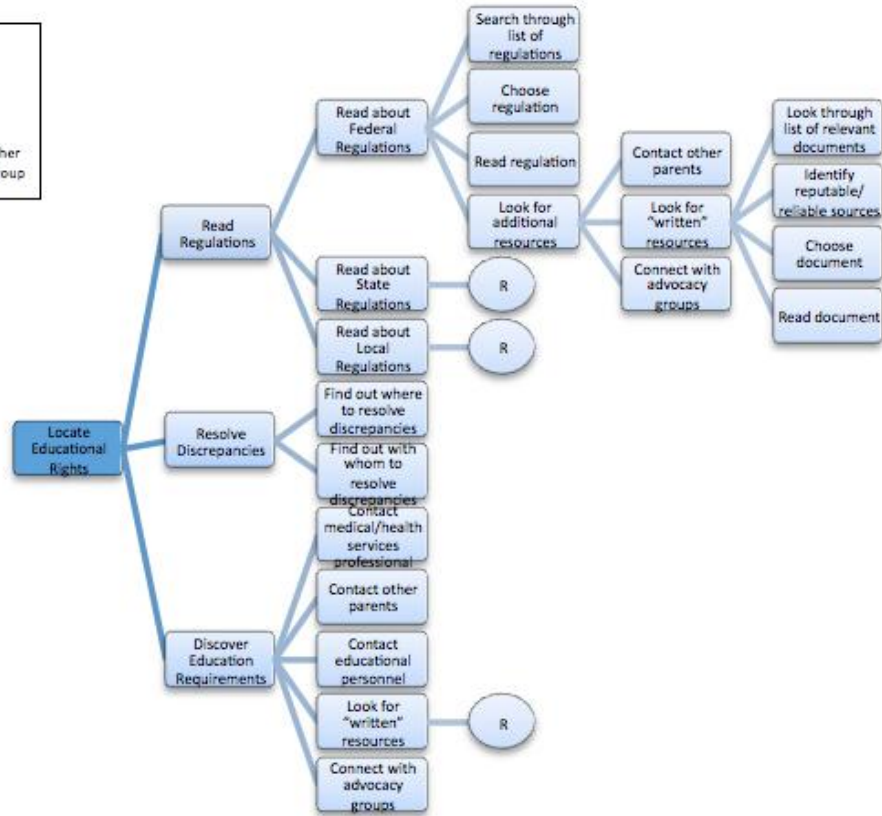 her
oup
Locate
Educational
Rights
Read
Regulations
Read about
Federal
Regulations
Search through
list of
regulations
Choose
regulation
Read regulation
Look for
additional
resources
Contact other
parents
Look for
"written"
resources
Look through
list of relevant
documents
Identify
reputable/
reliable sources
Choose
document
Read document
Connect with
advocacy
groups
Read about
State
Regulations
R
Read about
Local
Regulations
R
Resolve
Discrepancies
Find out where
to resolve
discrepancies
Find out with
whom to
resolve
discrepancies
Discover
Education
Requirements
Contact
medical/health
services
professional
Contact other
parents
Contact
educational
personnel
Look for
"written"
resources
R
Connect with
advocacy
groups